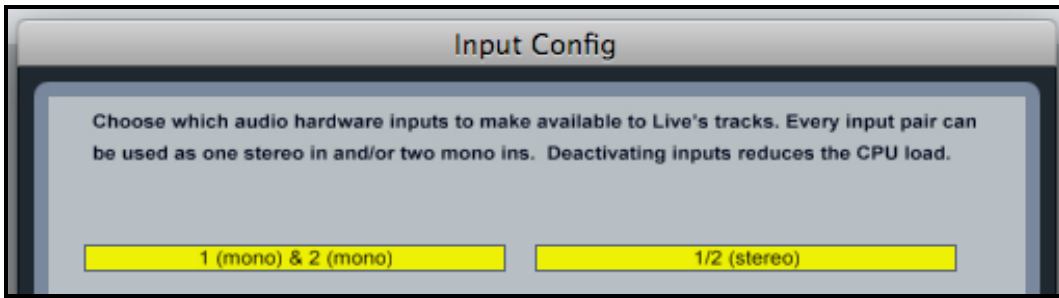 Input Config
Choose which audio hardware inputs to make available to Live's tracks. Every input pair can
be used as one stereo in and/or two mono ins.  Deactivating inputs reduces the CPU load.
1 (mono) & 2 (mono)
1/2 (stereo)